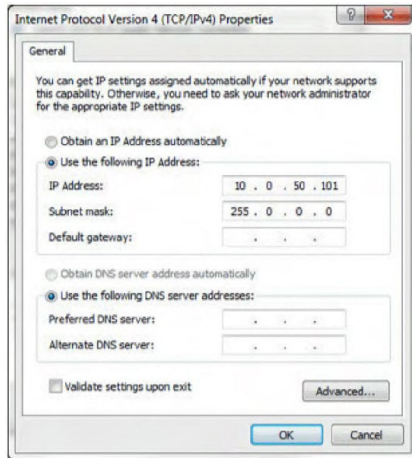 Internet Protocol Version 4 (TCP/IPv4) Properties
General
You can get IP settings assigned automatically if your network supports
this capability. Otherwise, you need to ask your network administrator
for the appropriate IP settings.
Obtain an IP Address automatically
Use the following IP Address:
IP Address: 10 . 0 . 50 . 101
Subnet mask: 255 . 0 . 0 . 0
Default gateway: . . .
Obtain DNS server address automatically
Use the following DNS server addresses:
Preferred DNS server: . . .
Alternate DNS server: . . .
Validate settings upon exit
Advanced...
OK Cancel